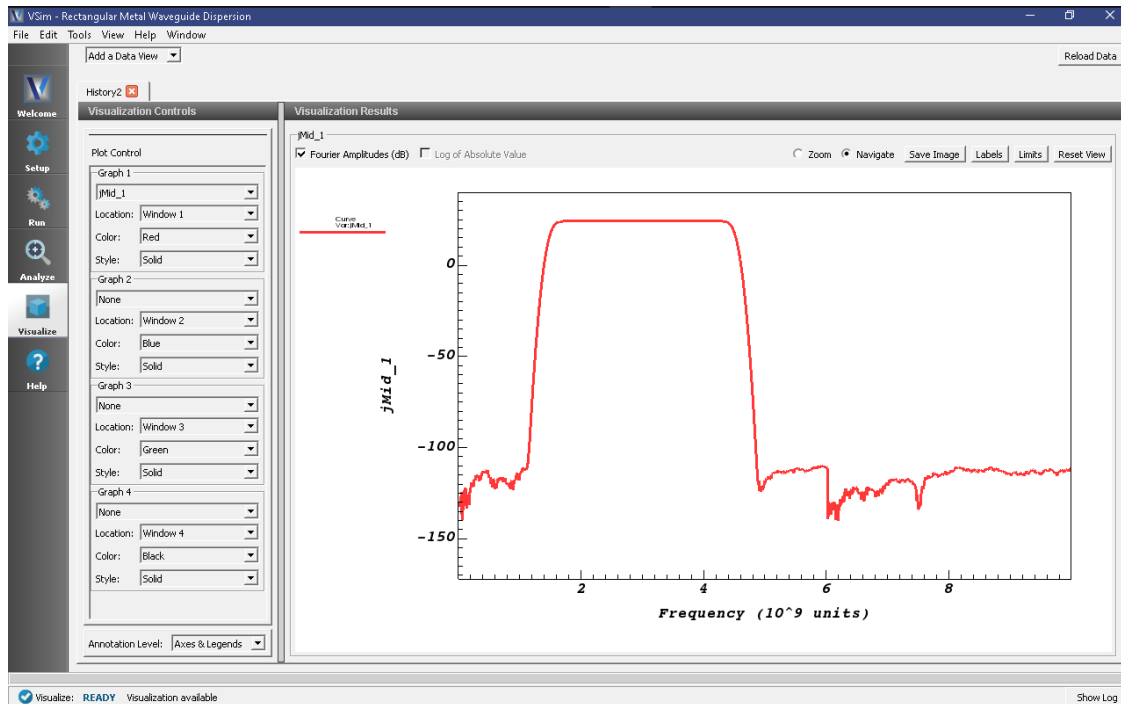 VSim - Rectangular Metal Waveguide Dispersion
File Edit Tools View Help Window
Add a Data View
Reload Data
History2
Welcome
Setup
Run
Analyze
Visualize
Help
Visualization Controls
Plot Control
Graph 1
jMid_1
Location: Window 1
Color: Red
Style: Solid
Graph 2
None
Location: Window 2
Color: Blue
Style: Solid
Graph 3
None
Location: Window 3
Color: Green
Style: Solid
Graph 4
None
Location: Window 4
Color: Black
Style: Solid
Annotation Level: Axes & Legends
Visualization Results
jMid_1
Fourier Amplitudes (dB) Log of Absolute Value
Zoom Navigate Save Image Labels Limits Reset View
Curve
Var:jMid_1
jMid_1
0
-50
-100
-150
2 4 6 8
Frequency (10^9 units)
Visualize: READY Visualization available
Show Log